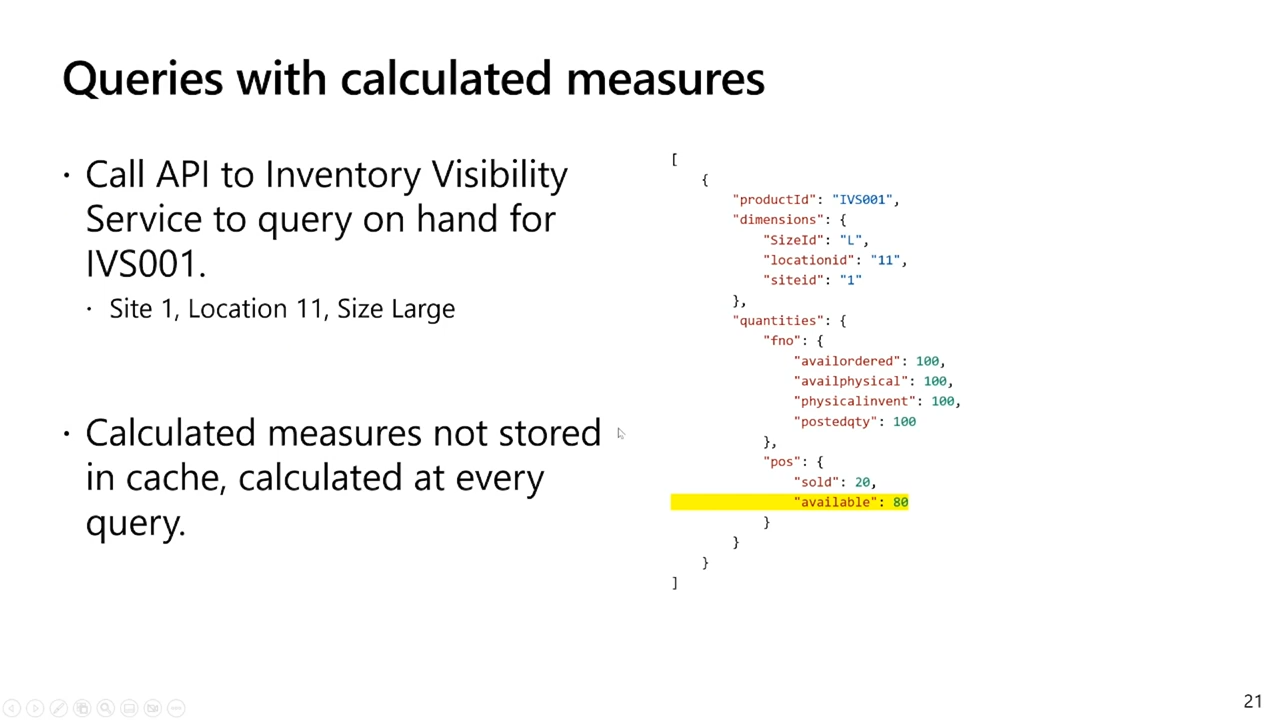 Queries with calculated measures
· Call API to Inventory Visibility
Service to query on hand for
IVS001.
· Site 1, Location 11, Size Large
· Calculated measures not stored
in cache, calculated at every
query.
[
{
"productId": "IVS001",
"dimensions": {
"SizeId": "L",
"locationid": "11",
"siteid": "1"
},
"quantities": {
"fno": {
"availordered": 100,
"availphysical": 100,
"physicalinvent": 100,
"postedqty": 100
},
"pos": {
"sold": 20,
"available": 80
}
}
}
]
21